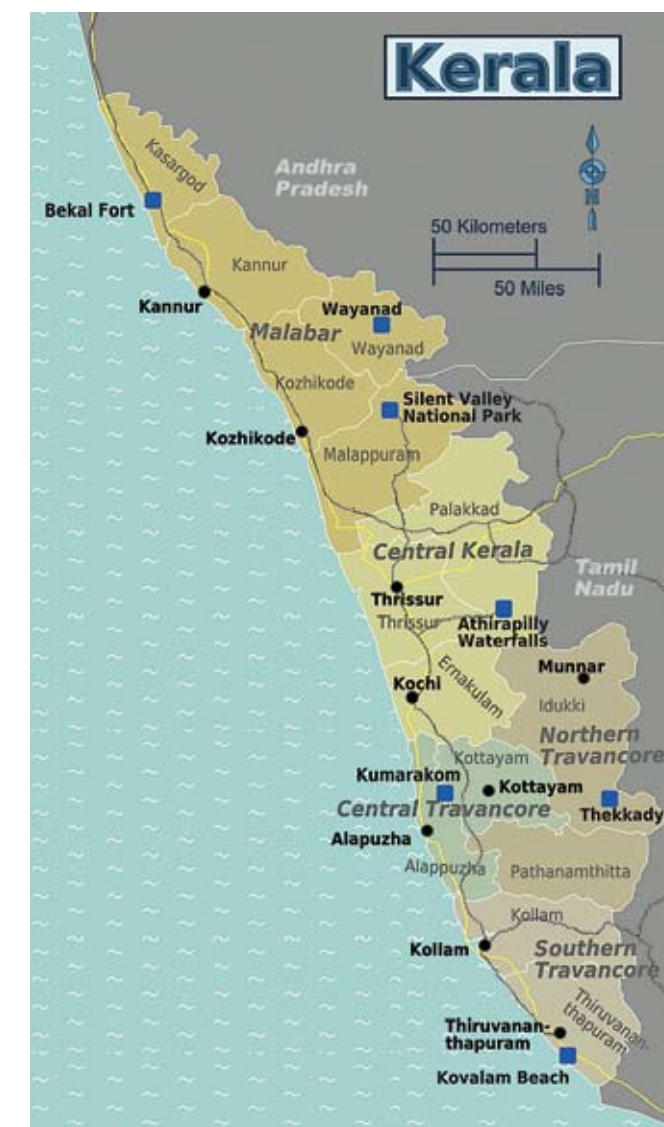 Kerala
Kasargod
Andhra
Pradesh
N
Bekal Fort
50 Kilometers
50 Miles
Kannur
Kannur
Wayanad
Malabar
Wayanad
Kozhikode
Silent Valley
National Park
Kozhikode
Malappuram
Palakkad
Central Kerala
Tamil
Nadu
Thrissur
Thrissur
Athirapilly
Waterfalls
Ernakulam
Munnar
Kochi
Idukki
Northern
Travancore
Kottayam
Kumarakom
Kottayam
Central Travancore
Thekkady
Alapuzha
Alappuzha
Pathanamthitta
Kollam
Kollam
Southern
Travancore
Thiruvanan-
thapuram
Thiruvanan-
thapuram
Kovalam Beach